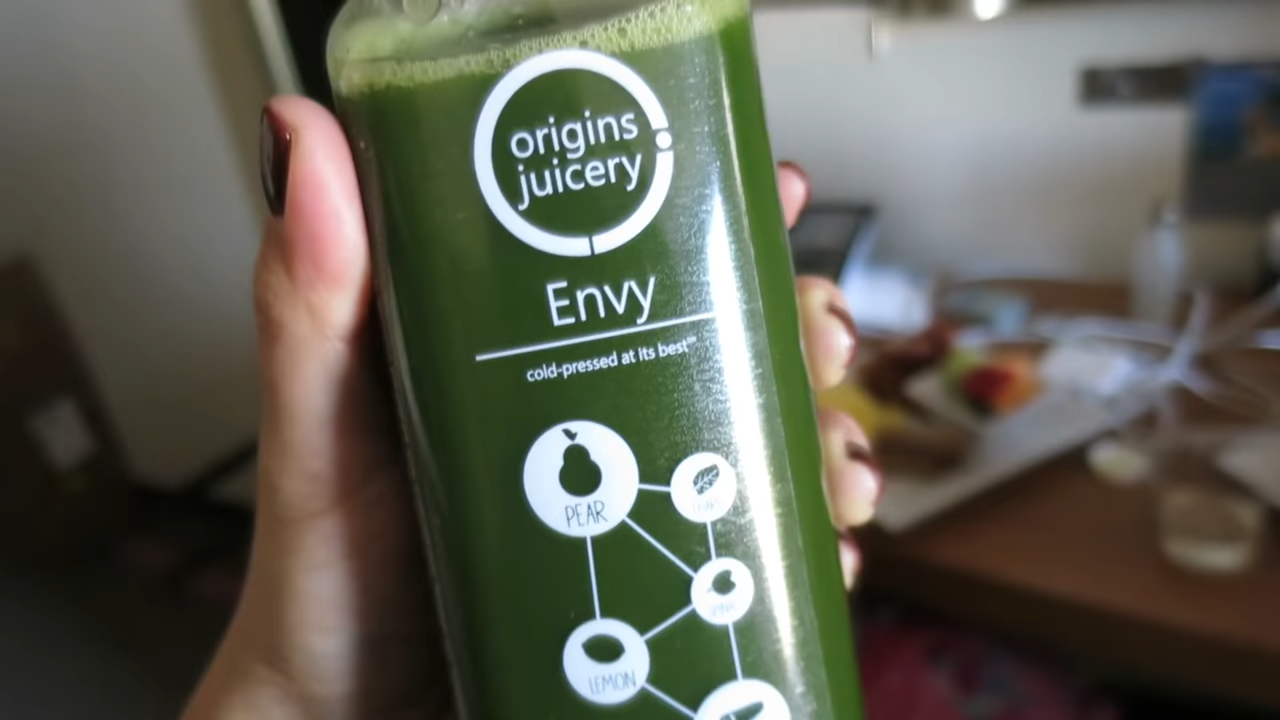 origins
juicery
Envy
cold-pressed at its best™
PEAR
LEMON